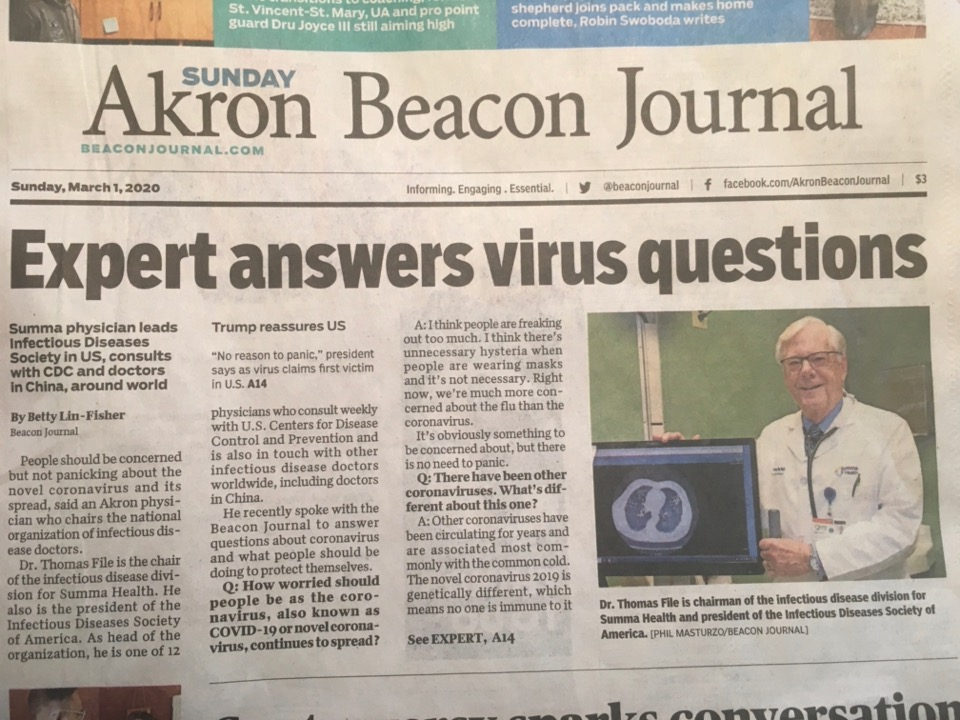 St. Vincent-St. Mary, UA and pro point
guard Dru Joyce III still aiming high
shepherd joins pack and makes home
complete, Robin Swoboda writes
SUNDAY
Akron Beacon Journal
BEACONJOURNAL.COM
Sunday, March 1, 2020
Informing. Engaging . Essential. | @beaconjournal | facebook.com/AkronBeaconJournal | $3
Expert answers virus questions
Summa physician leads
Infectious Diseases
Society in US, consults
with CDC and doctors
in China, around world
By Betty Lin-Fisher
Beacon Journal
People should be concerned
but not panicking about the
novel coronavirus and its
spread, said an Akron physi-
cian who chairs the national
organization of infectious dis-
ease doctors.
Dr. Thomas File is the chair
of the infectious disease divi-
sion for Summa Health. He
also is the president of the
Infectious Diseases Society
of America. As head of the
organization, he is one of 12
Trump reassures US
“No reason to panic,” president
says as virus claims first victim
in U.S. A14
physicians who consult weekly
with U.S. Centers for Disease
Control and Prevention and
is also in touch with other
infectious disease doctors
worldwide, including doctors
in China.
He recently spoke with the
Beacon Journal to answer
questions about coronavirus
and what people should be
doing to protect themselves.
Q: How worried should
people be as the coro-
navirus, also known as
COVID-19 or novel corona-
virus, continues to spread?
A: I think people are freaking
out too much. I think there’s
unnecessary hysteria when
people are wearing masks
and it’s not necessary. Right
now, we’re much more con-
cerned about the flu than the
coronavirus.
It’s obviously something to
be concerned about, but there
is no need to panic.
Q: There have been other
coronaviruses. What’s dif-
ferent about this one?
A: Other coronaviruses have
been circulating for years and
are associated most com-
monly with the common cold.
The novel coronavirus 2019 is
genetically different, which
means no one is immune to it
See EXPERT, A14
Dr. Thomas File is chairman of the infectious disease division for
Summa Health and president of the Infectious Diseases Society of
America. [PHIL MASTURZO/BEACON JOURNAL]
sparks conversation